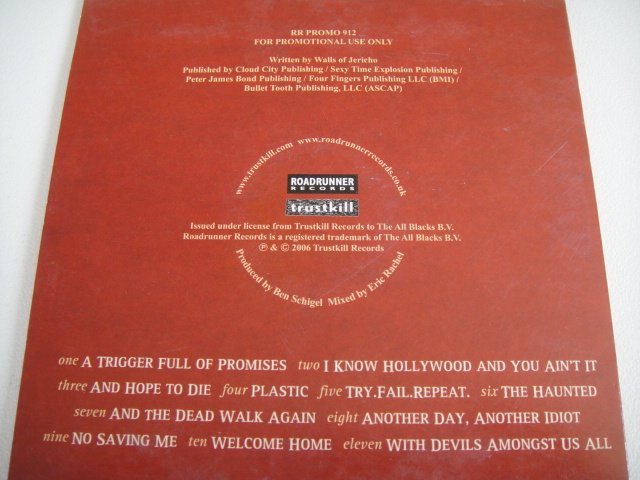 RR PROMO 912
FOR PROMOTIONAL USE ONLY
Written by Walls of Jericho
Published by Cloud City Publishing / Sexy Time Explosion Publishing /
Peter James Bond Publishing / Four Fingers Publishing LLC (BMI) /
Bullet Tooth Publishing, LLC (ASCAP)
www.trustkill.com www.roadrunnerrecords.co.uk
ROADRUNNER
RECORDS
trustkill
Issued under license from Trustkill Records to The All Blacks B.V.
Roadrunner Records is a registered trademark of The All Blacks B.V.
℗ & © 2006 Trustkill Records
Produced by Ben Schigel Mixed by Eric Rachel
one A TRIGGER FULL OF PROMISES two I KNOW HOLLYWOOD AND YOU AIN'T IT
three AND HOPE TO DIE four PLASTIC five TRY.FAIL.REPEAT. six THE HAUNTED
seven AND THE DEAD WALK AGAIN eight ANOTHER DAY, ANOTHER IDIOT
nine NO SAVING ME ten WELCOME HOME eleven WITH DEVILS AMONGST US ALL